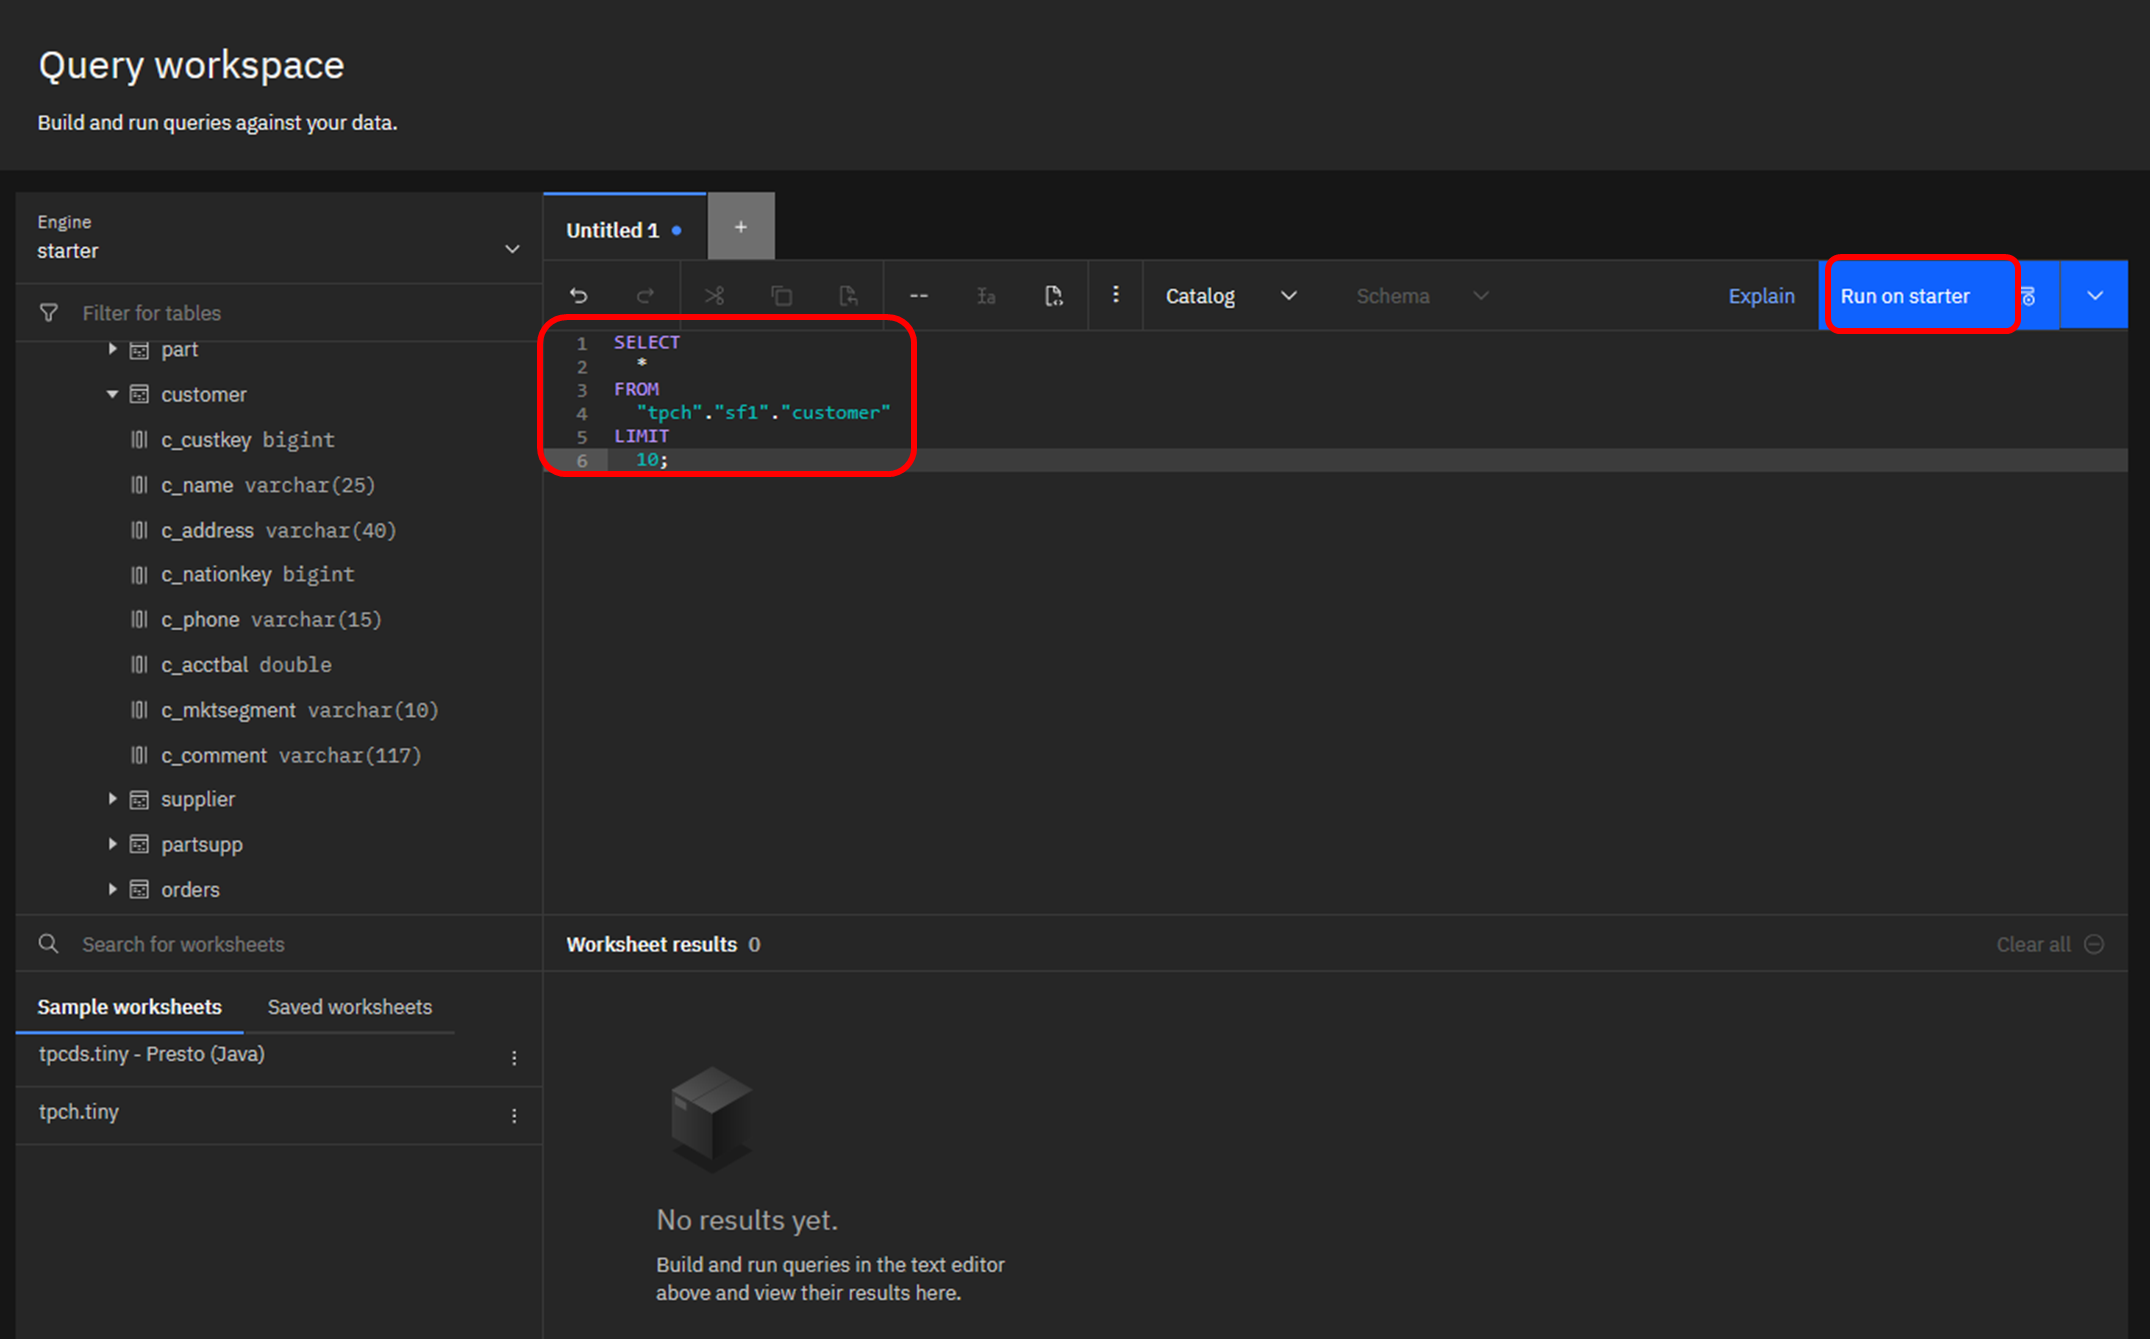 Query workspace
Build and run queries against your data.
Engine
starter
Filter for tables
part
customer
c_custkey bigint
c_name varchar(25)
c_address varchar(40)
c_nationkey bigint
c_phone varchar(15)
c_acctbal double
c_mktsegment varchar(10)
c_comment varchar(117)
supplier
partsupp
orders
Search for worksheets
Sample worksheets Saved worksheets
tpcds.tiny - Presto (Java)
tpch.tiny
Untitled 1 +
-- Catalog Schema Explain Run on starter
1 SELECT
2 *
3 FROM
4 "tpch"."sf1"."customer"
5 LIMIT
6 10;
Worksheet results 0 Clear all
No results yet.
Build and run queries in the text editor
above and view their results here.